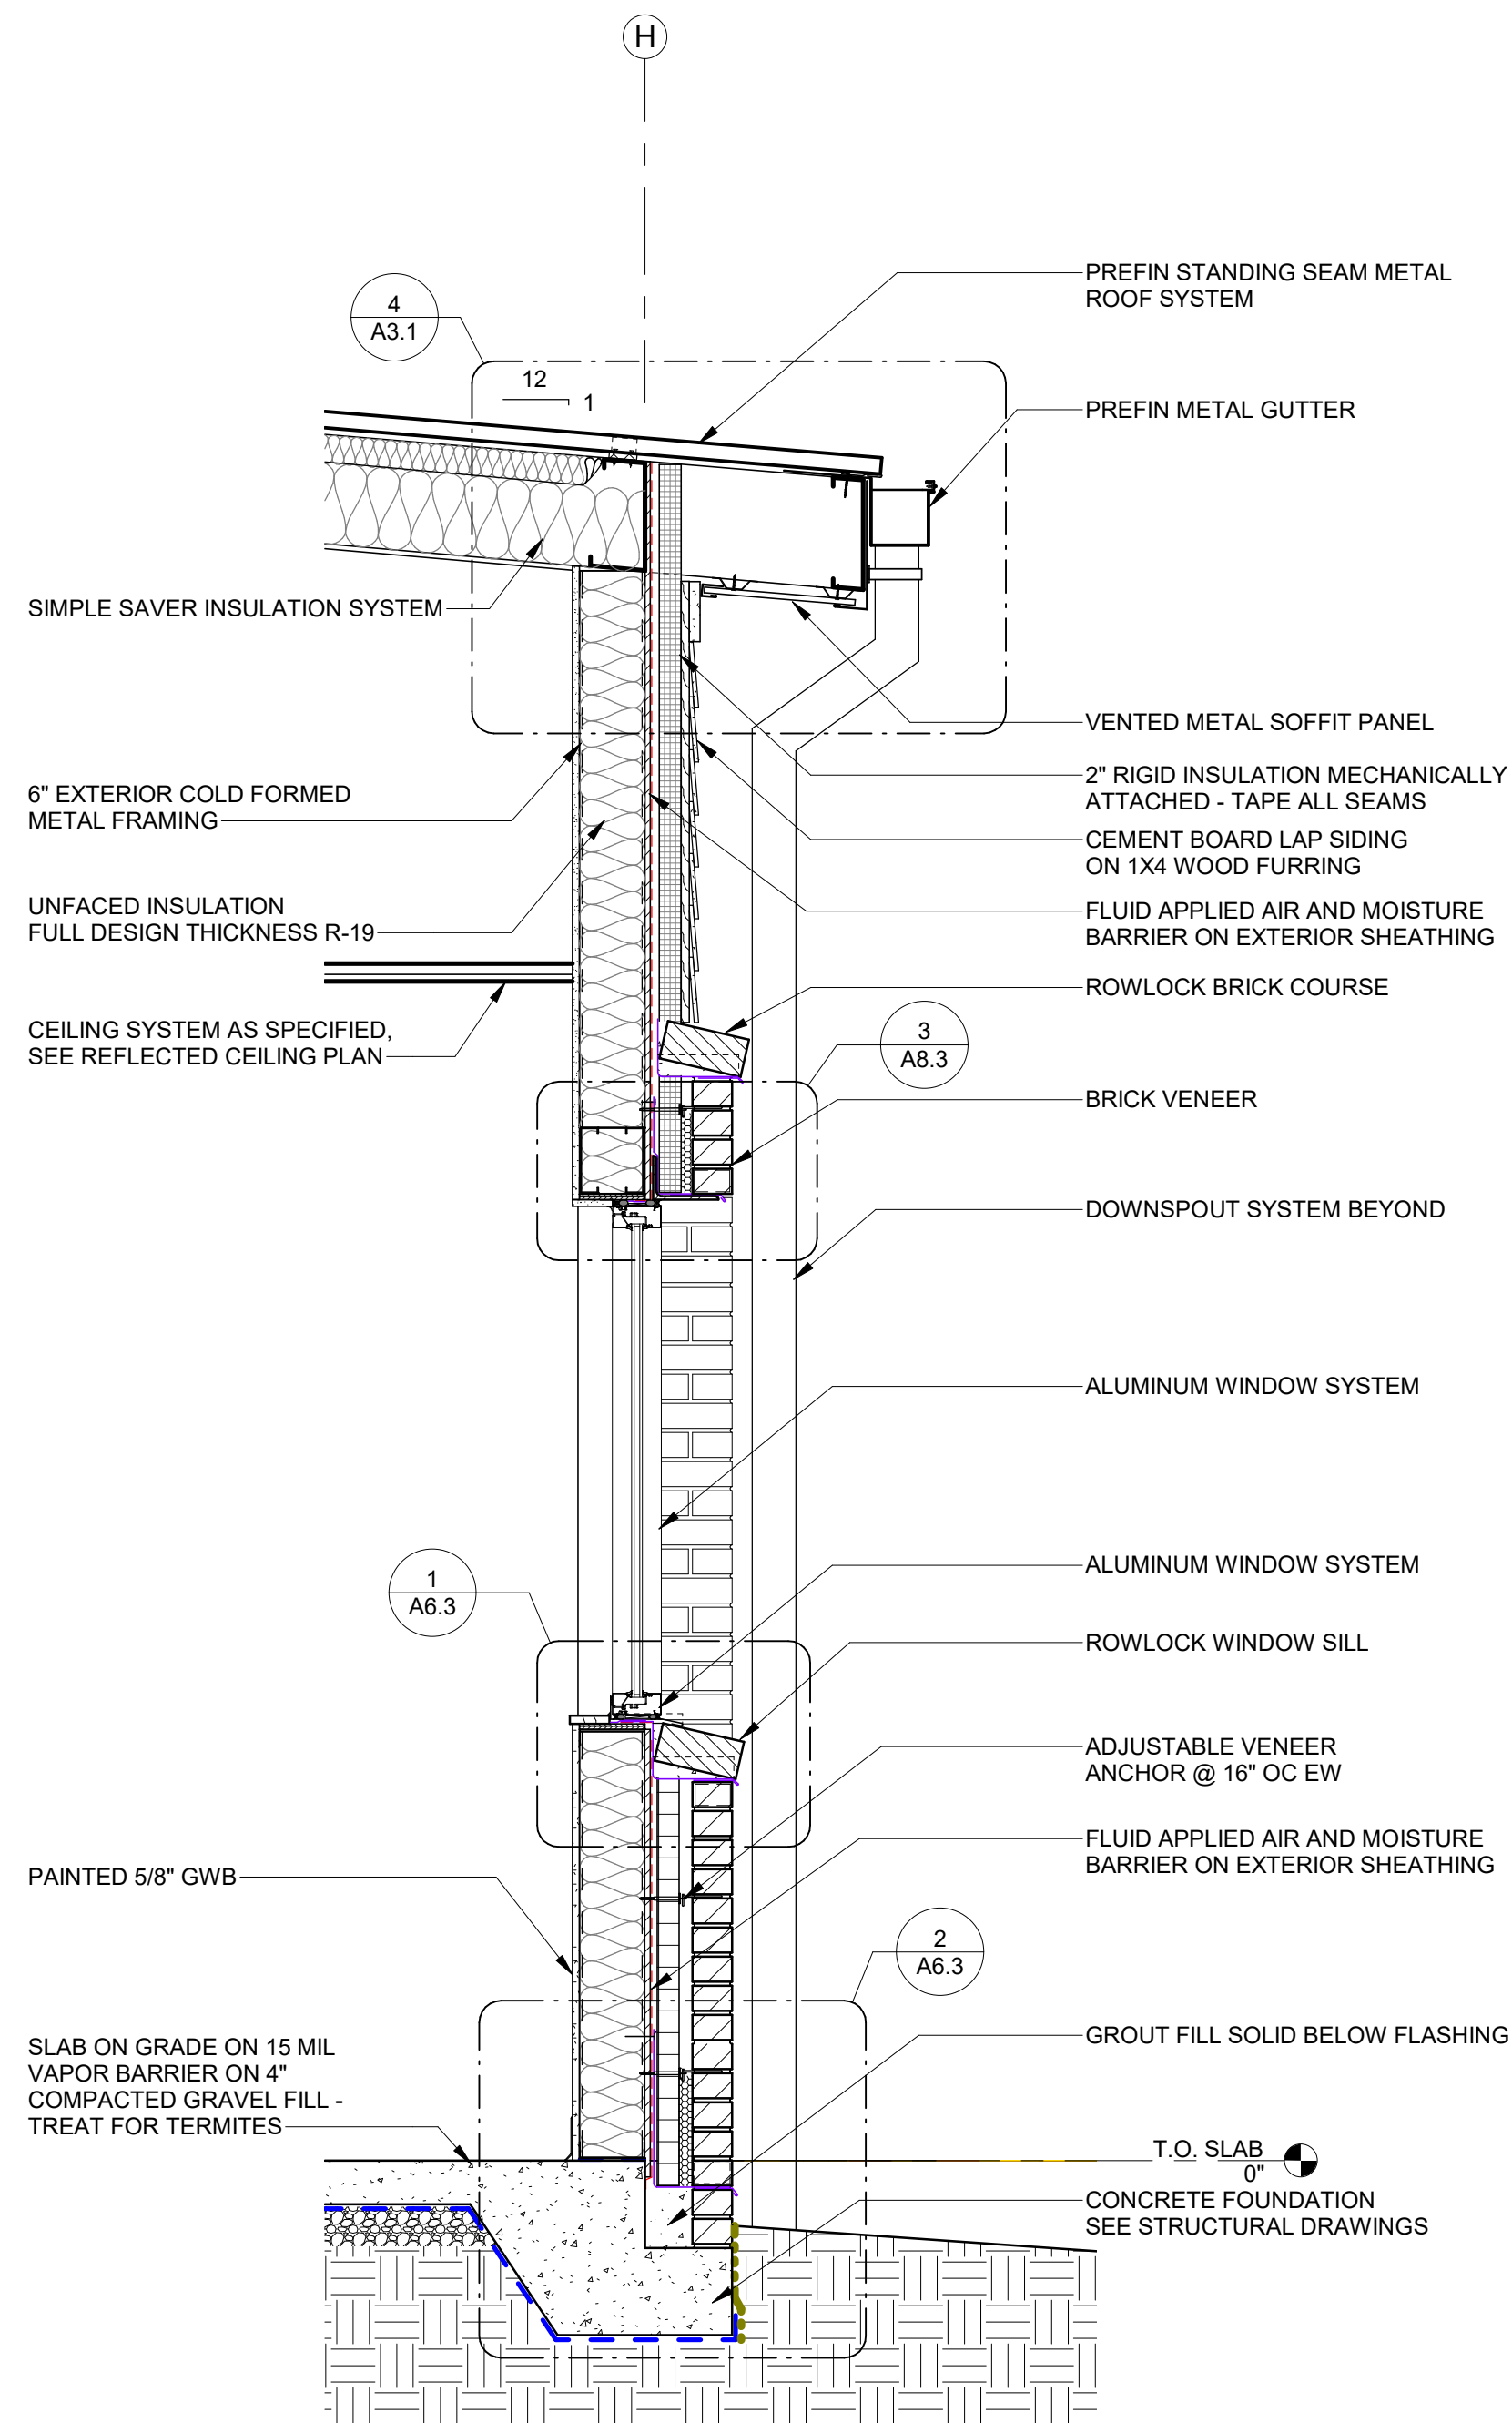 H
PREFIN STANDING SEAM METAL
ROOF SYSTEM
4
A3.1
12
1
PREFIN METAL GUTTER
SIMPLE SAVER INSULATION SYSTEM
VENTED METAL SOFFIT PANEL
2" RIGID INSULATION MECHANICALLY
ATTACHED - TAPE ALL SEAMS
6" EXTERIOR COLD FORMED
METAL FRAMING
CEMENT BOARD LAP SIDING
ON 1X4 WOOD FURRING
UNFACED INSULATION
FULL DESIGN THICKNESS R-19
FLUID APPLIED AIR AND MOISTURE
BARRIER ON EXTERIOR SHEATHING
ROWLOCK BRICK COURSE
CEILING SYSTEM AS SPECIFIED,
SEE REFLECTED CEILING PLAN
3
A8.3
BRICK VENEER
DOWNSPOUT SYSTEM BEYOND
ALUMINUM WINDOW SYSTEM
ALUMINUM WINDOW SYSTEM
1
A6.3
ROWLOCK WINDOW SILL
ADJUSTABLE VENEER
ANCHOR @ 16" OC EW
FLUID APPLIED AIR AND MOISTURE
BARRIER ON EXTERIOR SHEATHING
PAINTED 5/8" GWB
2
A6.3
GROUT FILL SOLID BELOW FLASHING
SLAB ON GRADE ON 15 MIL
VAPOR BARRIER ON 4"
COMPACTED GRAVEL FILL -
TREAT FOR TERMITES
T.O. SLAB
0"
CONCRETE FOUNDATION
SEE STRUCTURAL DRAWINGS